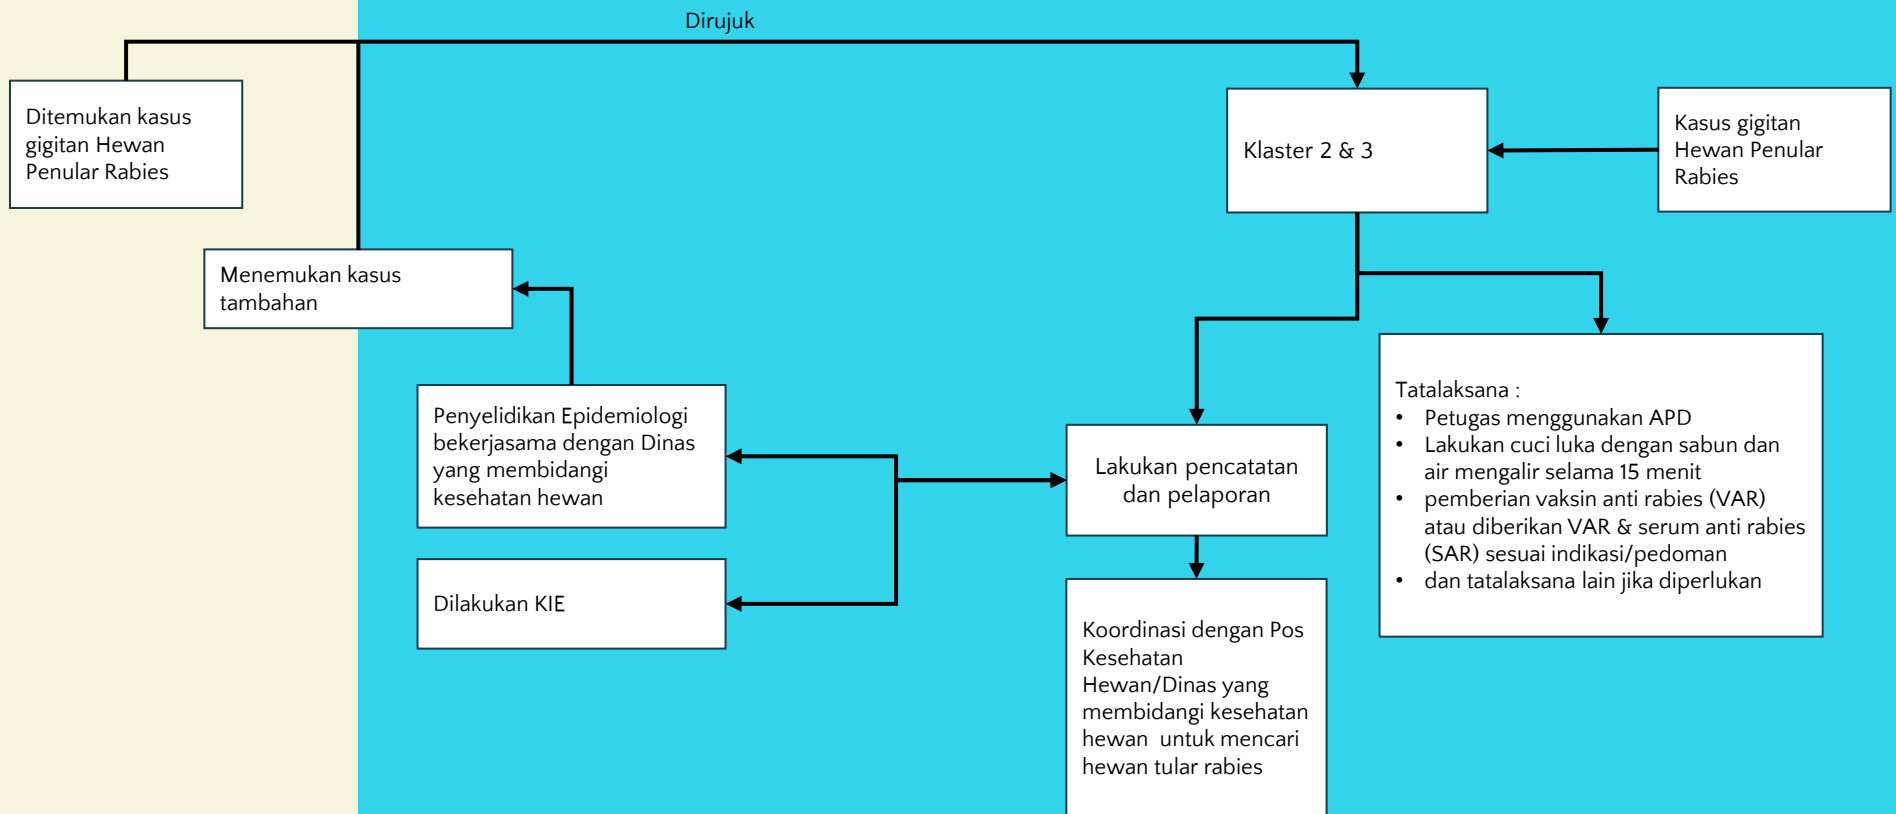 Dirujuk
Ditemukan kasus
gigitan Hewan
Penular Rabies
Klaster 2 & 3
Kasus gigitan
Hewan Penular
Rabies
Menemukan kasus
tambahan
Penyelidikan Epidemiologi
bekerjasama dengan Dinas
yang membidangi
kesehatan hewan
Dilakukan KIE
Lakukan pencatatan
dan pelaporan
Koordinasi dengan Pos
Kesehatan
Hewan/Dinas yang
membidangi kesehatan
hewan untuk mencari
hewan tular rabies
Tatalaksana :
• Petugas menggunakan APD
• Lakukan cuci luka dengan sabun dan
air mengalir selama 15 menit
• pemberian vaksin anti rabies (VAR)
atau diberikan VAR & serum anti rabies
(SAR) sesuai indikasi/pedoman
• dan tatalaksana lain jika diperlukan